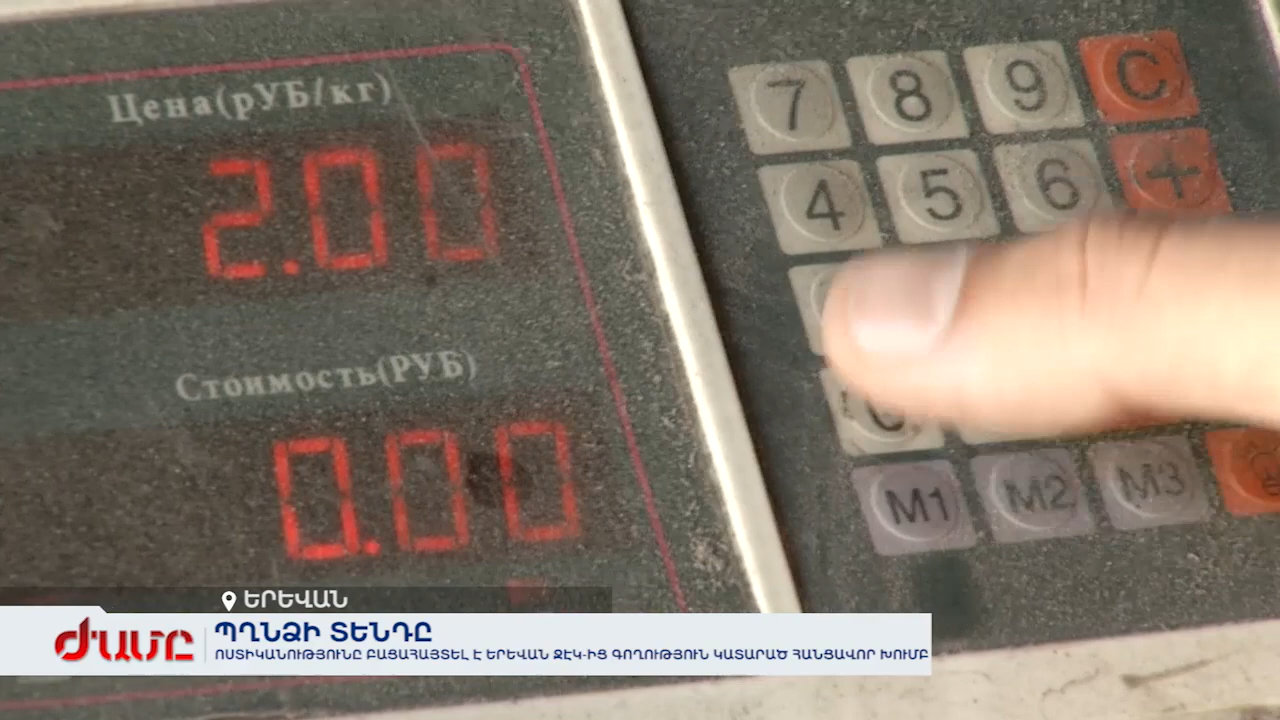 Цена(рУБ/кг)
2.00
Стоимость(РУБ)
0.00
7 8 9 C
4 5 6 +
M1 M2 M3
ԵՐԵՎԱՆ
ԺԱՄԸ
ՊՂՆՁԻ ՏԵՆԴԸ
ՈՍՏԻԿԱՆՈՒԹՅՈՒՆԸ ԲԱՑԱՀԱՅՏԵԼ Է ԵՐԵՎԱՆ ՋԷԿ-ԻՑ ԳՈՂՈՒԹՅՈՒՆ ԿԱՏԱՐԱԾ ՀԱՆՑԱՎՈՐ ԽՈՒՄԲ